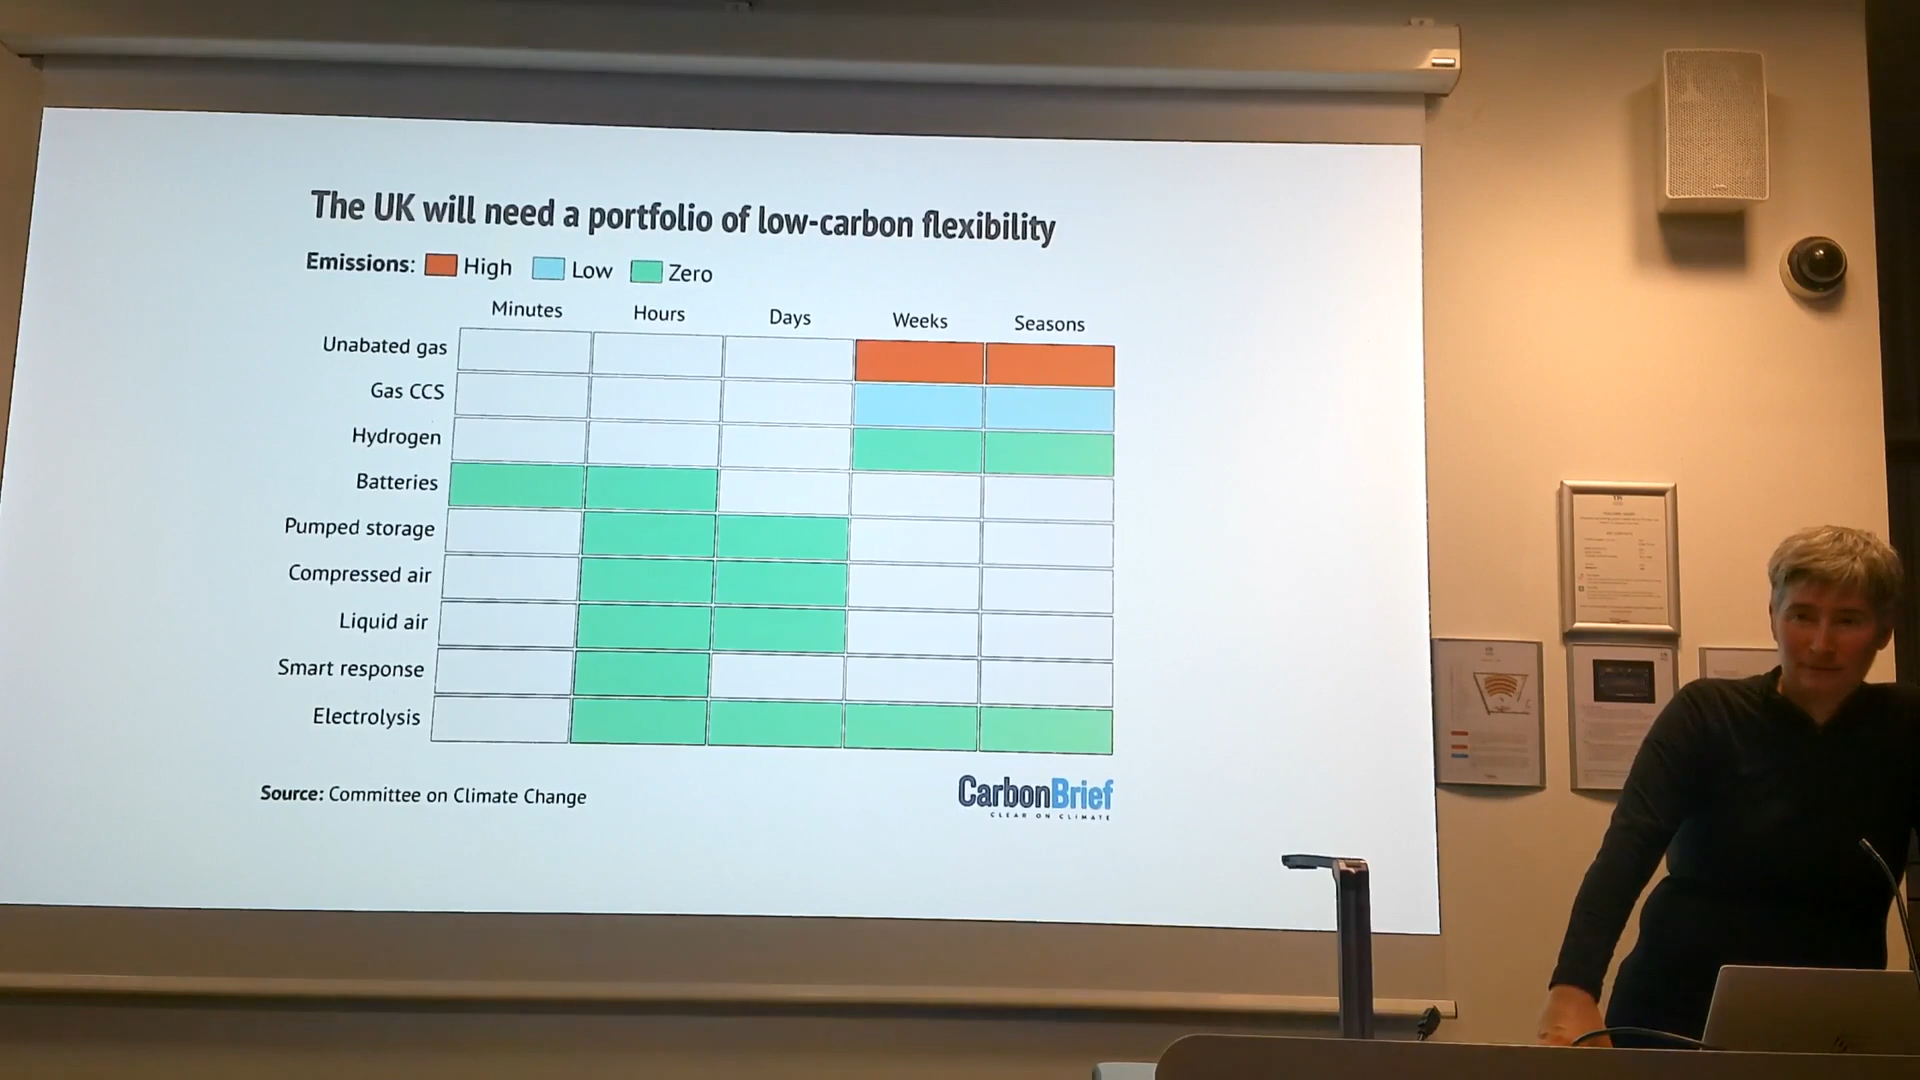 The UK will need a portfolio of low-carbon flexibility
Emissions: High Low Zero
Minutes Hours Days Weeks Seasons
Unabated gas
Gas CCS
Hydrogen
Batteries
Pumped storage
Compressed air
Liquid air
Smart response
Electrolysis
Source: Committee on Climate Change
CarbonBrief
CLEAR ON CLIMATE